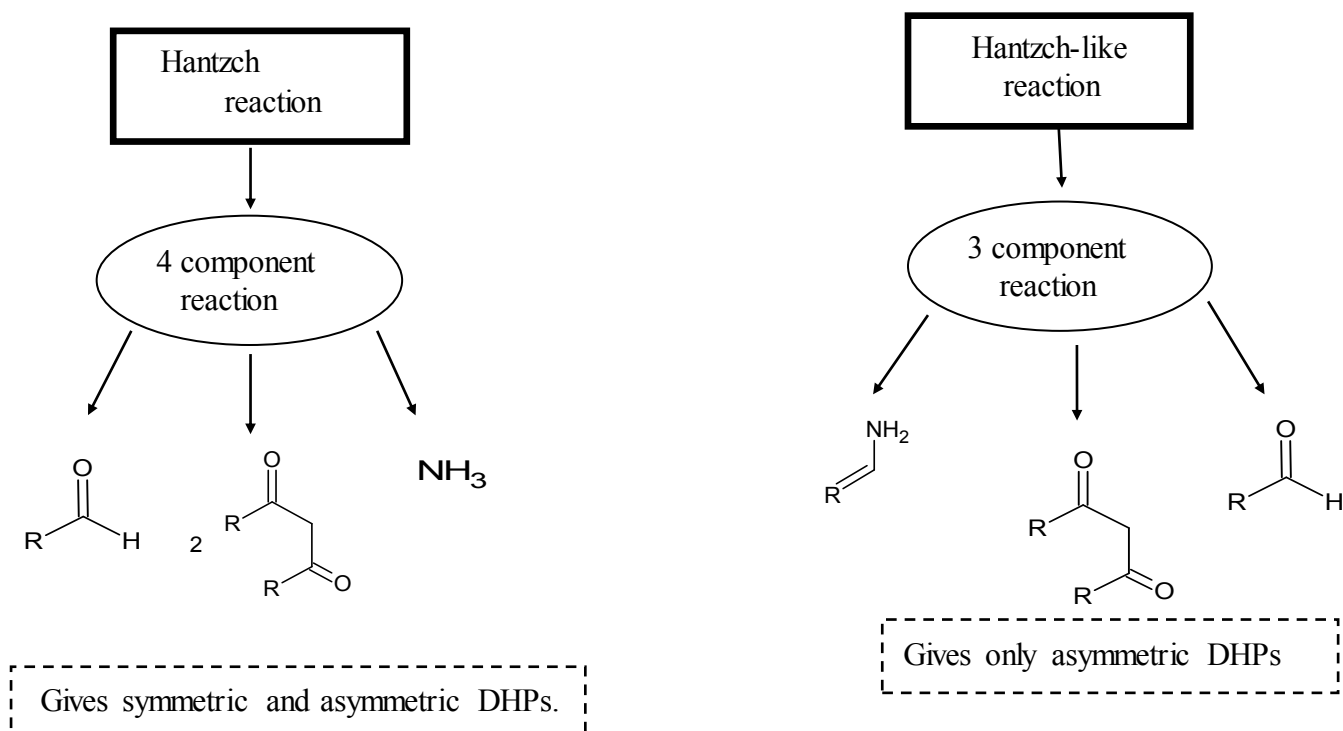 Hantzch
reaction
4 component
reaction
O
R
H
2
O
R
R
O
NH3
Gives symmetric and asymmetric DHPs.
Hantzch-like
reaction
3 component
reaction
NH2
R
O
R
R
O
O
R
H
Gives only asymmetric DHPs